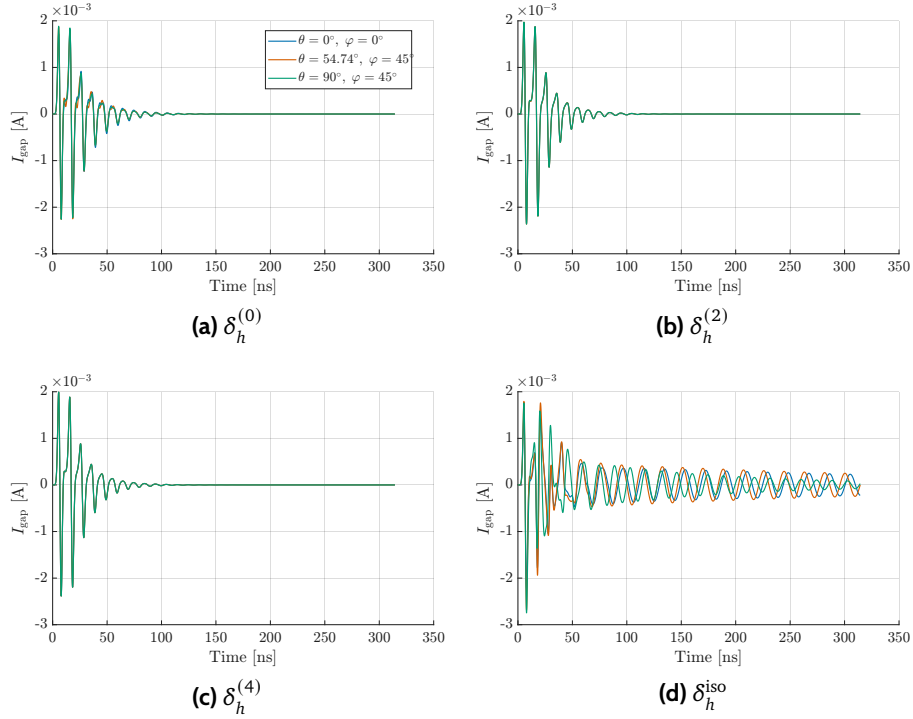 ×10⁻³
2
1
0
-1
-2
-3
I_gap [A]
0 50 100 150 200 250 300 350
Time [ns]
θ = 0°, φ = 0°
θ = 54.74°, φ = 45°
θ = 90°, φ = 45°
(a) δ_h^(0)
×10⁻³
2
1
0
-1
-2
-3
I_gap [A]
0 50 100 150 200 250 300 350
Time [ns]
(b) δ_h^(2)
×10⁻³
2
1
0
-1
-2
-3
I_gap [A]
0 50 100 150 200 250 300 350
Time [ns]
(c) δ_h^(4)
×10⁻³
2
1
0
-1
-2
-3
I_gap [A]
0 50 100 150 200 250 300 350
Time [ns]
(d) δ_h^iso